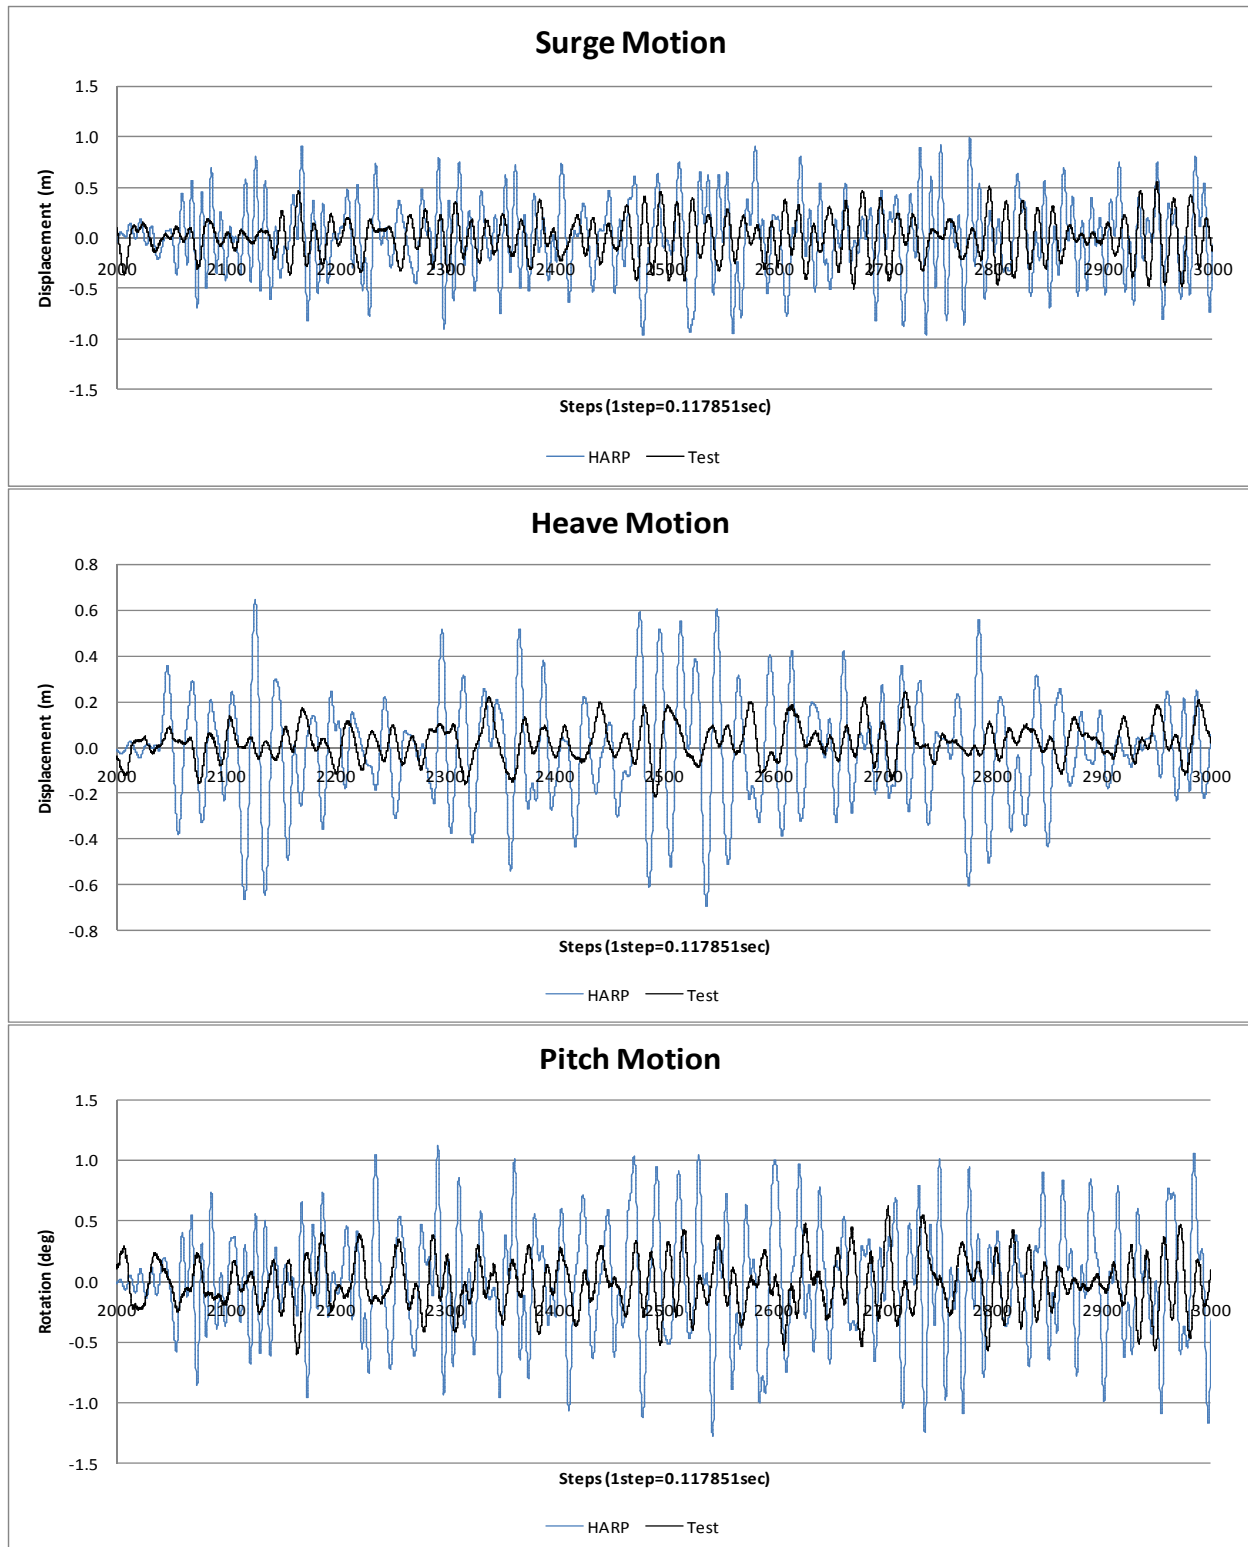 Surge Motion
1.5
1.0
0.5
0.0
-0.5
-1.0
-1.5
Displacement (m)
2000 2100 2200 2300 2400 2500 2600 2700 2800 2900 3000
Steps (1step=0.117851sec)
HARP Test
Heave Motion
0.8
0.6
0.4
0.2
0.0
-0.2
-0.4
-0.6
-0.8
Displacement (m)
2000 2100 2200 2300 2400 2500 2600 2700 2800 2900 3000
Steps (1step=0.117851sec)
HARP Test
Pitch Motion
1.5
1.0
0.5
0.0
-0.5
-1.0
-1.5
Rotation (deg)
2000 2100 2200 2300 2400 2500 2600 2700 2800 2900 3000
Steps (1step=0.117851sec)
HARP Test